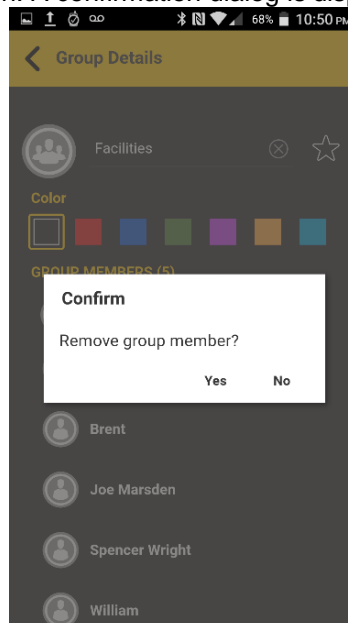 68% 10:50 PM
Group Details
Facilities
Color
GROUP MEMBERS (5)
Confirm
Remove group member?
Yes No
Brent
Joe Marsden
Spencer Wright
William